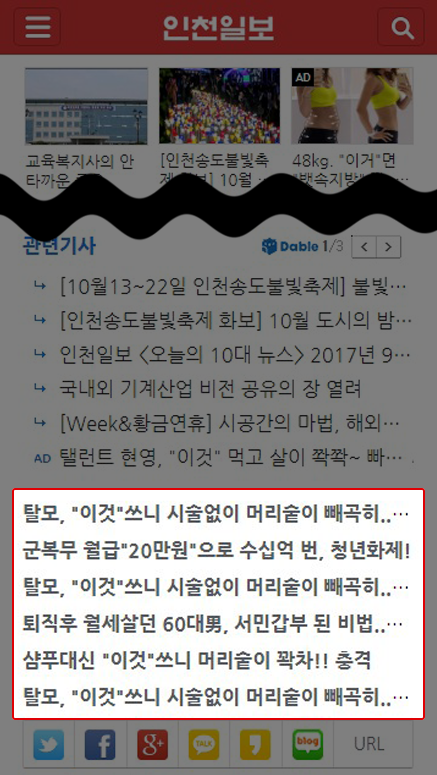 인천일보
AD
교육복지사의 안
타까운
[인천송도불빛축
10월
48kg. "이거"면
관련기사
Dable 1/3 < >
[10월13~22일 인천송도불빛축제] 불빛…
[인천송도불빛축제 화보] 10월 도시의 밤…
인천일보 <오늘의 10대 뉴스> 2017년 9…
국내외 기계산업 비전 공유의 장 열려
[Week&황금연휴] 시공간의 마법, 해외…
AD 탤런트 현영, "이것" 먹고 살이 쫙쫙~ 빠…
탈모, "이것"쓰니 시술없이 머리숱이 빼곡히..…
군복무 월급"20만원"으로 수십억 번, 청년화제!
탈모, "이것"쓰니 시술없이 머리숱이 빼곡히..…
퇴직후 월세살던 60대男, 서민갑부 된 비법..…
샴푸대신 "이것"쓰니 머리숱이 꽉차!! 충격
탈모, "이것"쓰니 시술없이 머리숱이 빼곡히..…
f g+ TALK blog URL